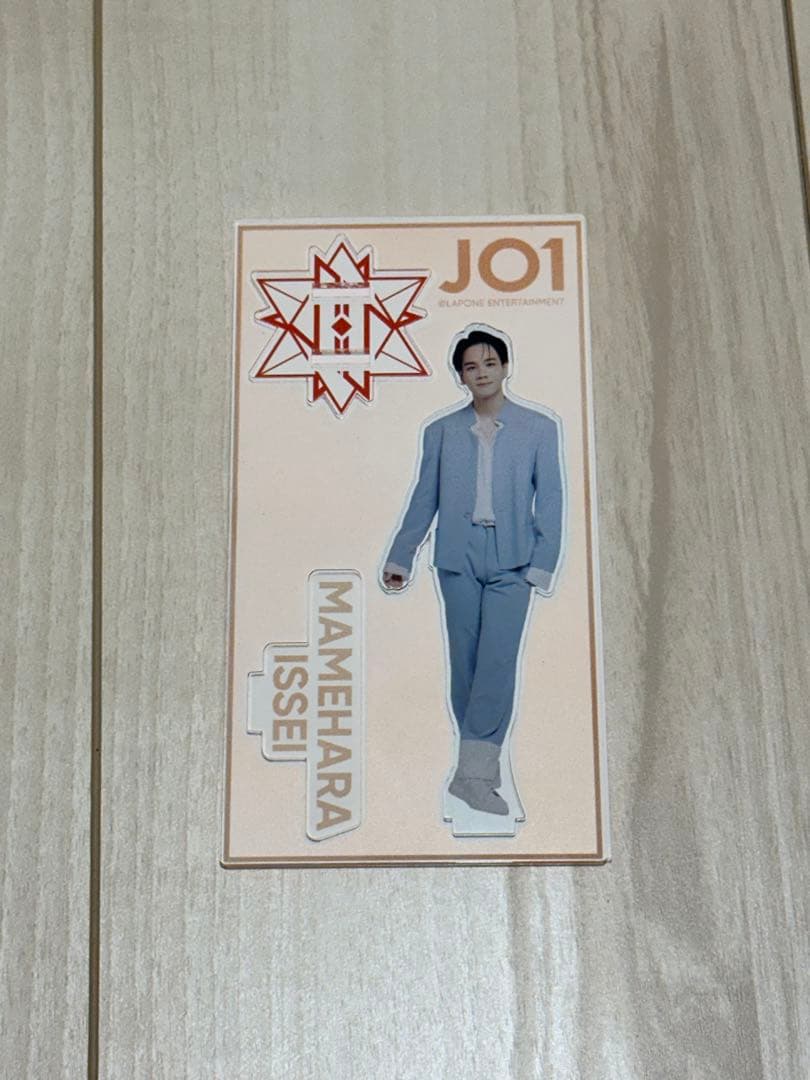 JO1
©LAPONE ENTERTAINMENT
MAMEHARA
ISSEI